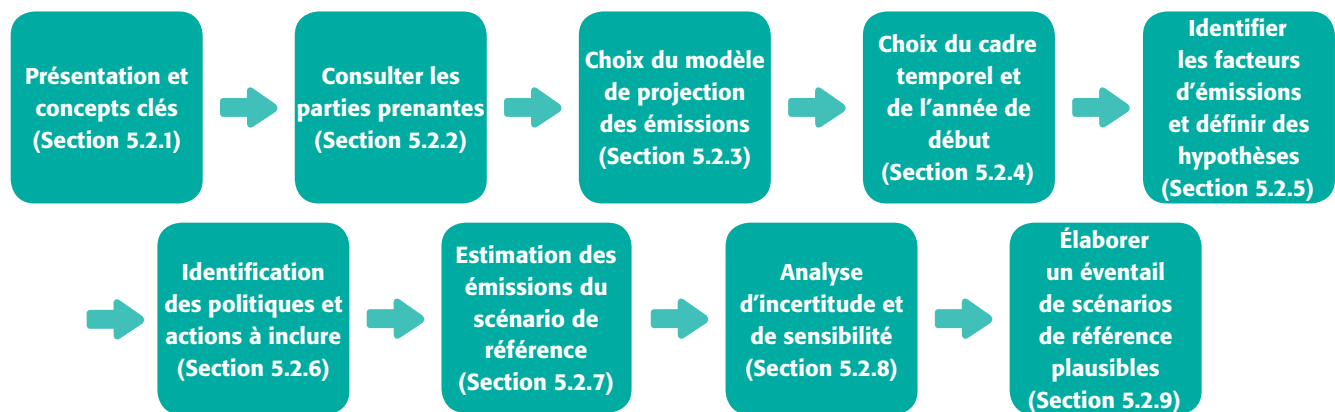 Présentation et
concepts clés
(Section 5.2.1)
Consulter les
parties prenantes
(Section 5.2.2)
Choix du modèle
de projection
des émissions
(Section 5.2.3)
Choix du cadre
temporel et
de l’année de
début
(Section 5.2.4)
Identifier
les facteurs
d’émissions
et définir des
hypothèses
(Section 5.2.5)
Identification
des politiques et
actions à inclure
(Section 5.2.6)
Estimation des
émissions du
scénario de
référence
(Section 5.2.7)
Analyse
d’incertitude et
de sensibilité
(Section 5.2.8)
Élaborer
un éventail
de scénarios
de référence
plausibles
(Section 5.2.9)